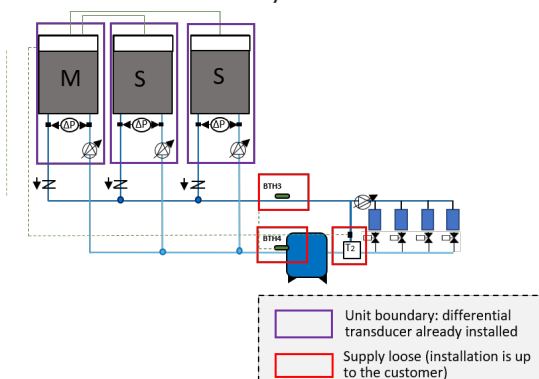 M
S
S
ΔP
ΔP
ΔP
BTH3
BTH4
T2
Unit boundary: differential
transducer already installed
Supply loose (installation is up
to the customer)